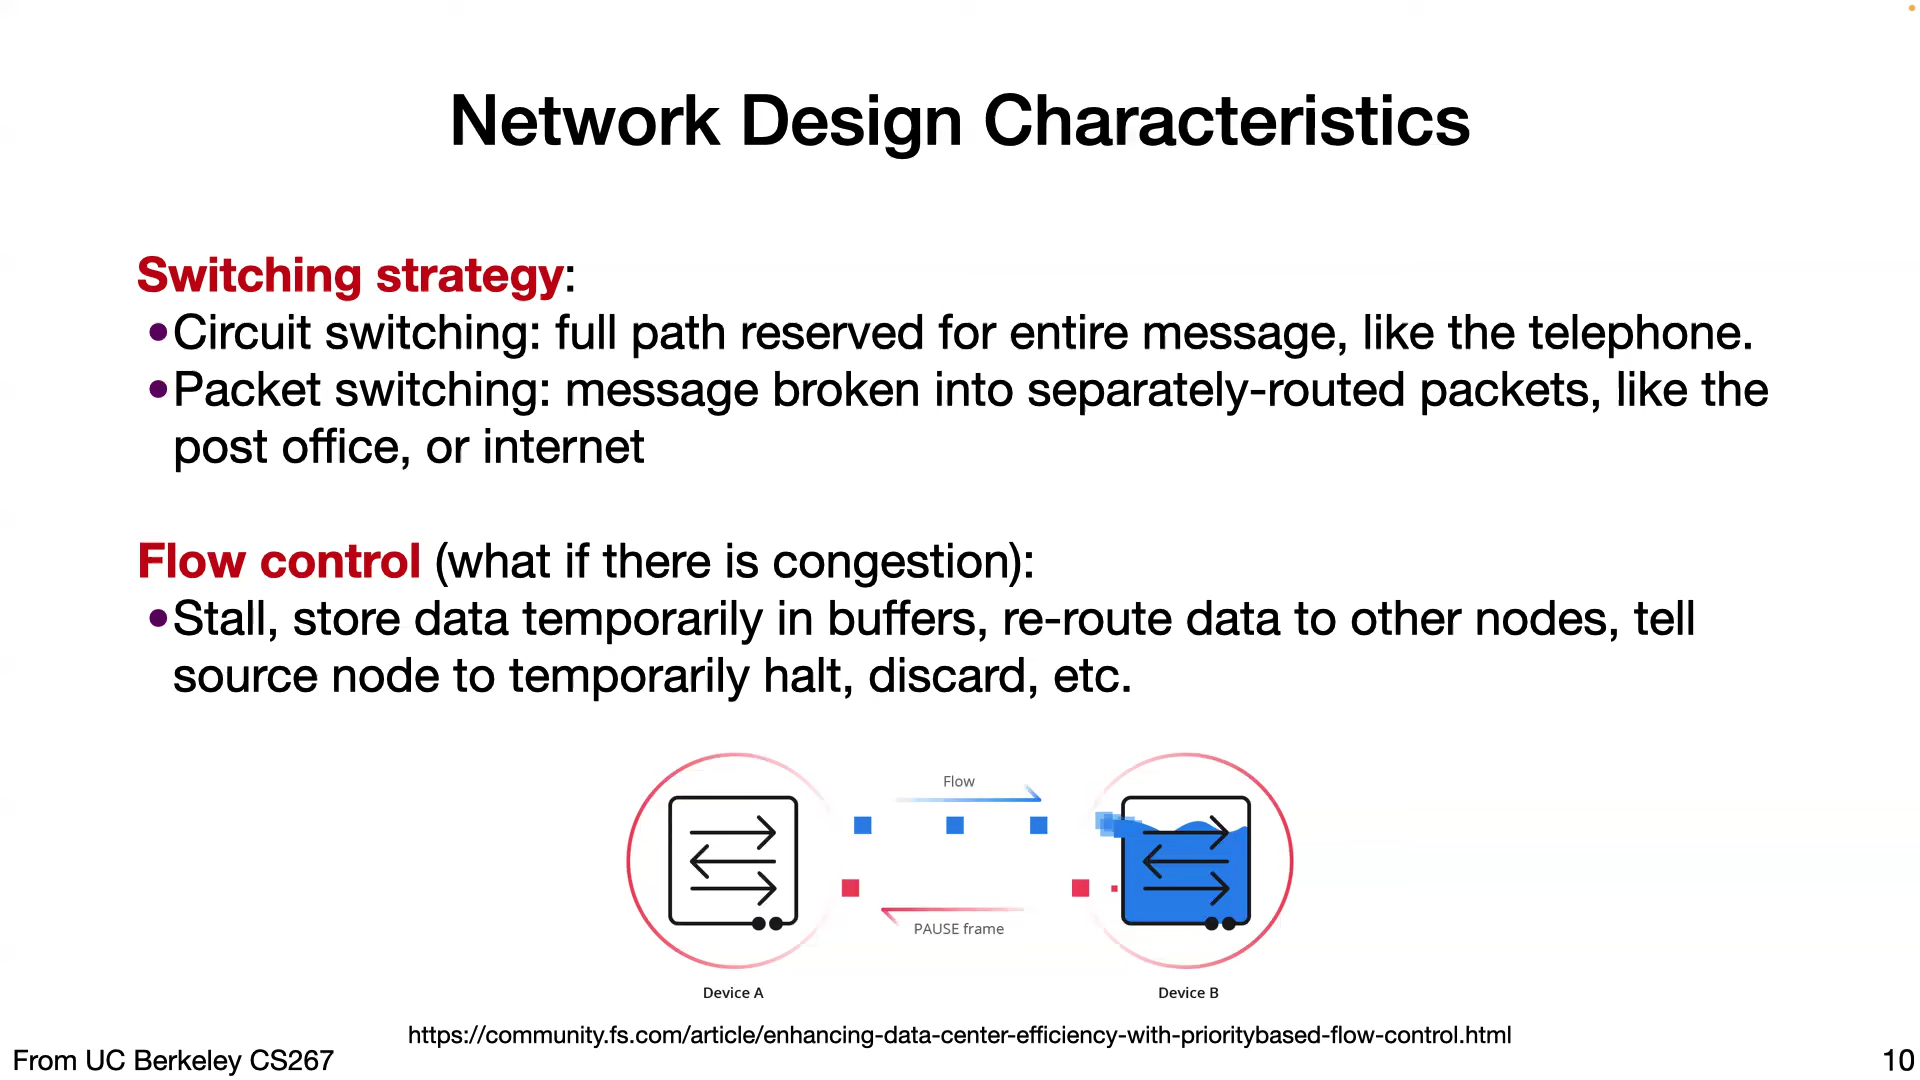 Network Design Characteristics
Switching strategy:
•Circuit switching: full path reserved for entire message, like the telephone.
•Packet switching: message broken into separately-routed packets, like the
post office, or internet
Flow control (what if there is congestion):
•Stall, store data temporarily in buffers, re-route data to other nodes, tell
source node to temporarily halt, discard, etc.
Flow
PAUSE frame
Device A
Device B
https://community.fs.com/article/enhancing-data-center-efficiency-with-prioritybased-flow-control.html
From UC Berkeley CS267
10